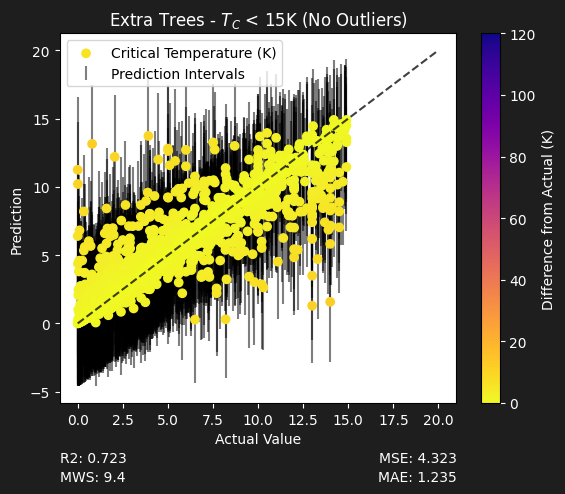 Extra Trees - T_C < 15K (No Outliers)
Critical Temperature (K)
Prediction Intervals
20
15
10
5
0
−5
Prediction
0.0 2.5 5.0 7.5 10.0 12.5 15.0 17.5 20.0
Actual Value
120
100
80
60
40
20
0
Difference from Actual (K)
R2: 0.723 MSE: 4.323
MWS: 9.4 MAE: 1.235